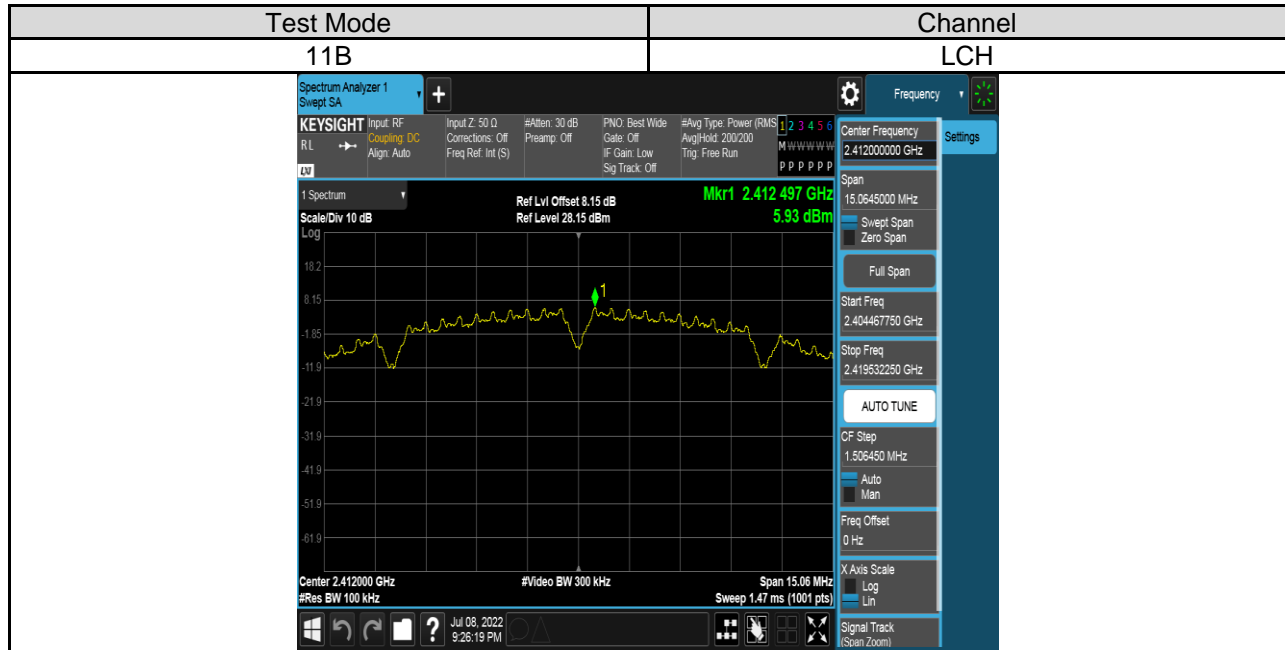 Test Mode Channel
11B LCH
Spectrum Analyzer 1
Swept SA
+
Frequency
KEYSIGHT
RL
LXI
Input: RF
Coupling: DC
Align: Auto
Input Z: 50 Ω
Corrections: Off
Freq Ref: Int (S)
#Atten: 30 dB
Preamp: Off
PNO: Best Wide
Gate: Off
IF Gain: Low
Sig Track: Off
#Avg Type: Power (RMS
Avg|Hold: 200/200
Trig: Free Run
1 2 3 4 5 6
M W W W W W
P P P P P P
1 Spectrum
Scale/Div 10 dB
Log
Ref Lvl Offset 8.15 dB
Ref Level 28.15 dBm
Mkr1 2.412 497 GHz
5.93 dBm
18.2
8.15
-1.85
-11.9
-21.9
-31.9
-41.9
-51.9
-61.9
1
Center 2.412000 GHz
#Res BW 100 kHz
#Video BW 300 kHz
Span 15.06 MHz
Sweep 1.47 ms (1001 pts)
?
Jul 08, 2022
9:26:19 PM
Settings
Center Frequency
2.412000000 GHz
Span
15.0645000 MHz
Swept Span
Zero Span
Full Span
Start Freq
2.404467750 GHz
Stop Freq
2.419532250 GHz
AUTO TUNE
CF Step
1.506450 MHz
Auto
Man
Freq Offset
0 Hz
X Axis Scale
Log
Lin
Signal Track
(Span Zoom)